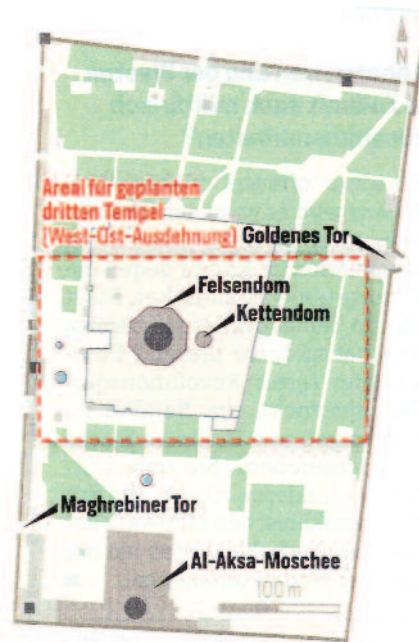 N
Areal für geplanten
dritten Tempel
(West-Ost-Ausdehnung)
Goldenes Tor
Felsendom
Kettendom
Maghrebiner Tor
Al-Aksa-Moschee
100 m